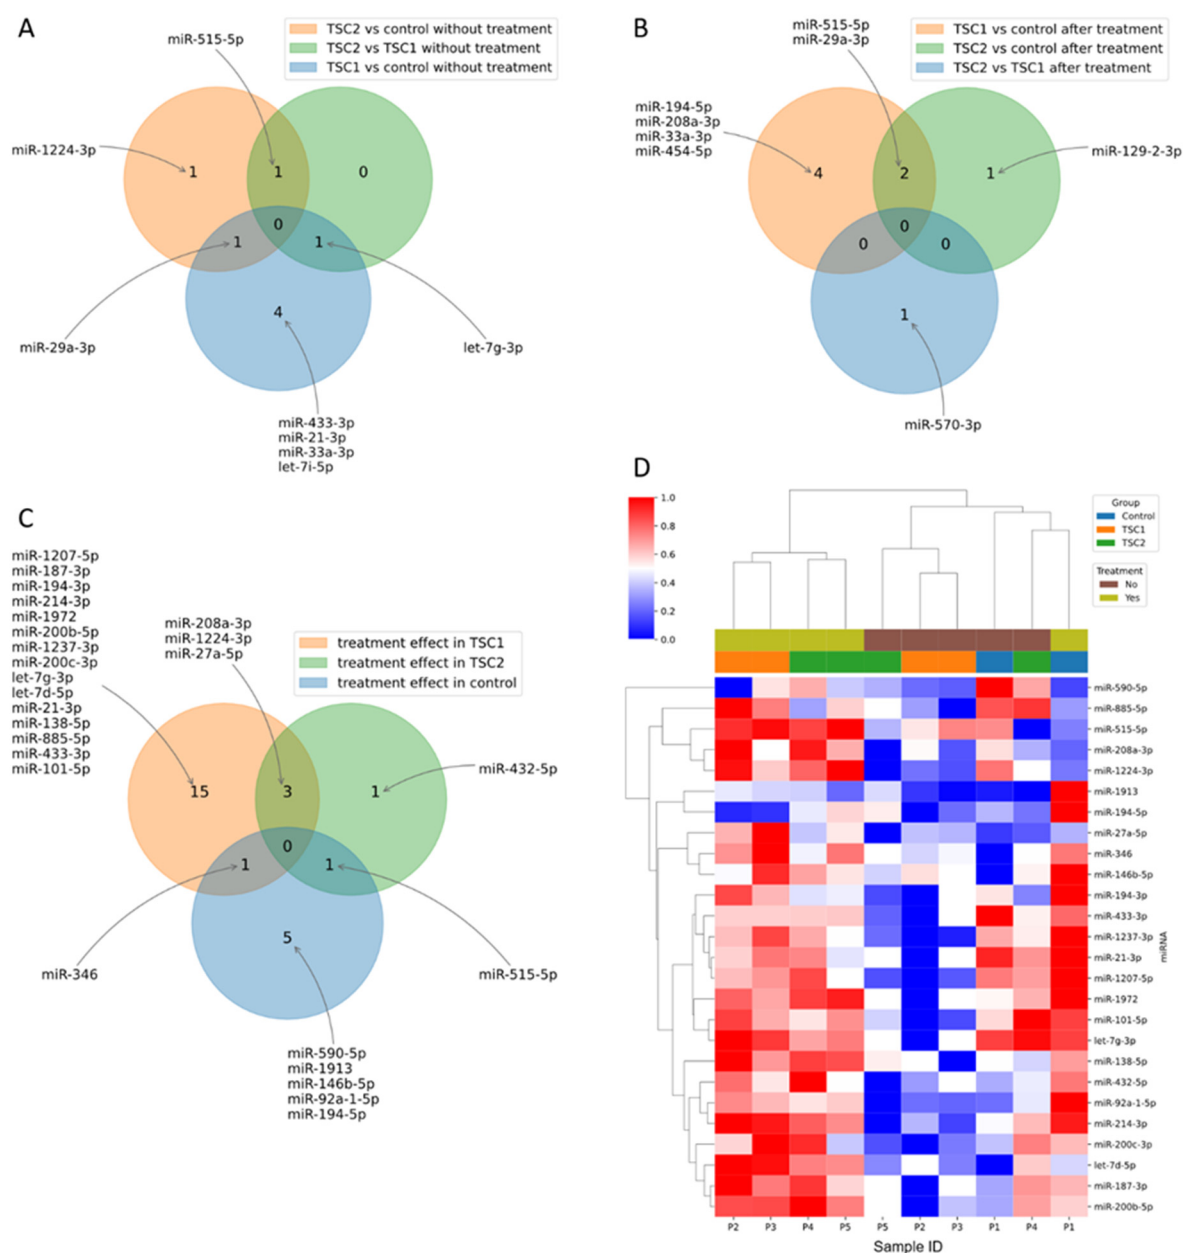 A
TSC2 vs control without treatment
TSC2 vs TSC1 without treatment
TSC1 vs control without treatment
miR-515-5p
miR-1224-3p
1
1
0
0
1
1
4
miR-29a-3p
let-7g-3p
miR-433-3p
miR-21-3p
miR-33a-3p
let-7i-5p
B
miR-515-5p
miR-29a-3p
TSC1 vs control after treatment
TSC2 vs control after treatment
TSC2 vs TSC1 after treatment
miR-194-5p
miR-208a-3p
miR-33a-3p
miR-454-5p
miR-129-2-3p
4
2
1
0
0
0
1
miR-570-3p
C
miR-1207-5p
miR-187-3p
miR-194-3p
miR-214-3p
miR-1972
miR-200b-5p
miR-1237-3p
miR-200c-3p
let-7g-3p
let-7d-5p
miR-21-3p
miR-138-5p
miR-885-5p
miR-433-3p
miR-101-5p
miR-208a-3p
miR-1224-3p
miR-27a-5p
treatment effect in TSC1
treatment effect in TSC2
treatment effect in control
miR-432-5p
15
3
1
0
1
1
5
miR-346
miR-515-5p
miR-590-5p
miR-1913
miR-146b-5p
miR-92a-1-5p
miR-194-5p
D
1.0
0.8
0.6
0.4
0.2
0.0
Group
Control
TSC1
TSC2
Treatment
No
Yes
miR-590-5p
miR-885-5p
miR-515-5p
miR-208a-3p
miR-1224-3p
miR-1913
miR-194-5p
miR-27a-5p
miR-346
miR-146b-5p
miR-194-3p
miR-433-3p
miR-1237-3p
miR-21-3p
miR-1207-5p
miR-1972
miR-101-5p
let-7g-3p
miR-138-5p
miR-432-5p
miR-92a-1-5p
miR-214-3p
miR-200c-3p
let-7d-5p
miR-187-3p
miR-200b-5p
miRNA
P2 P3 P4 P5 P5 P2 P3 P1 P4 P1
Sample ID